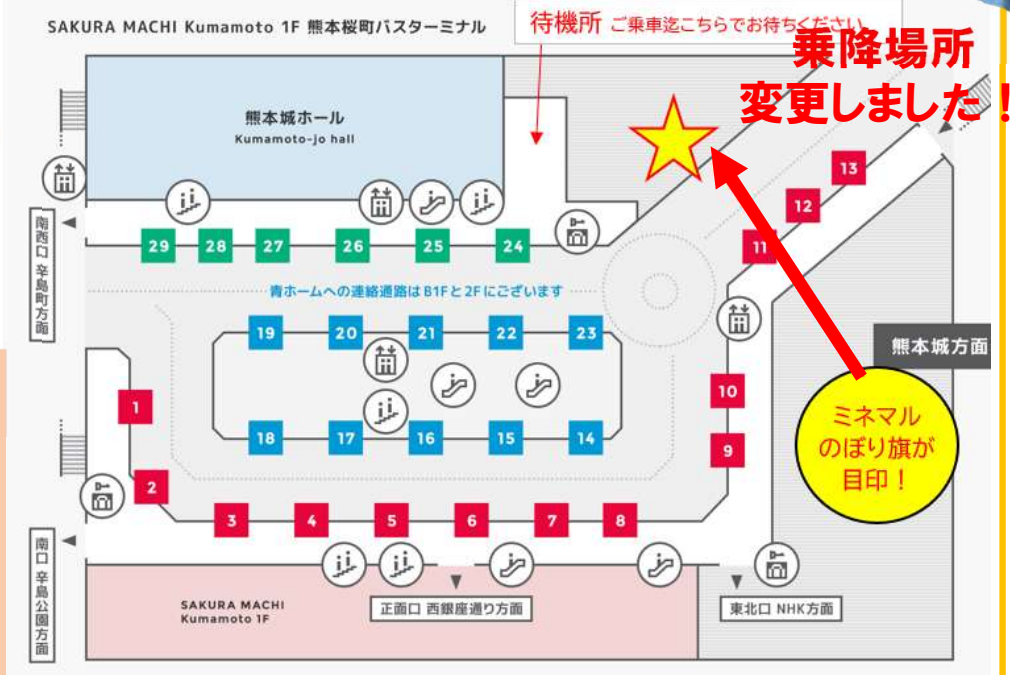 SAKURA MACHI Kumamoto 1F 熊本桜町バスターミナル
待機所 ご乗車迄こちらでお待ちください
乗降場所
変更しました!
熊本城ホール
Kumamoto-jo hall
13
12
11
南西口 辛島町方面
29 28 27 26 25 24
青ホームへの連絡通路はB1Fと2Fにございます
19 20 21 22 23
熊本城方面
1
10
ミネマル
のぼり旗が
目印!
18 17 16 15 14
9
2
3 4 5 6 7 8
南口 辛島公園方面
SAKURA MACHI
Kumamoto 1F
正面口 西銀座通り方面
東北口 NHK方面